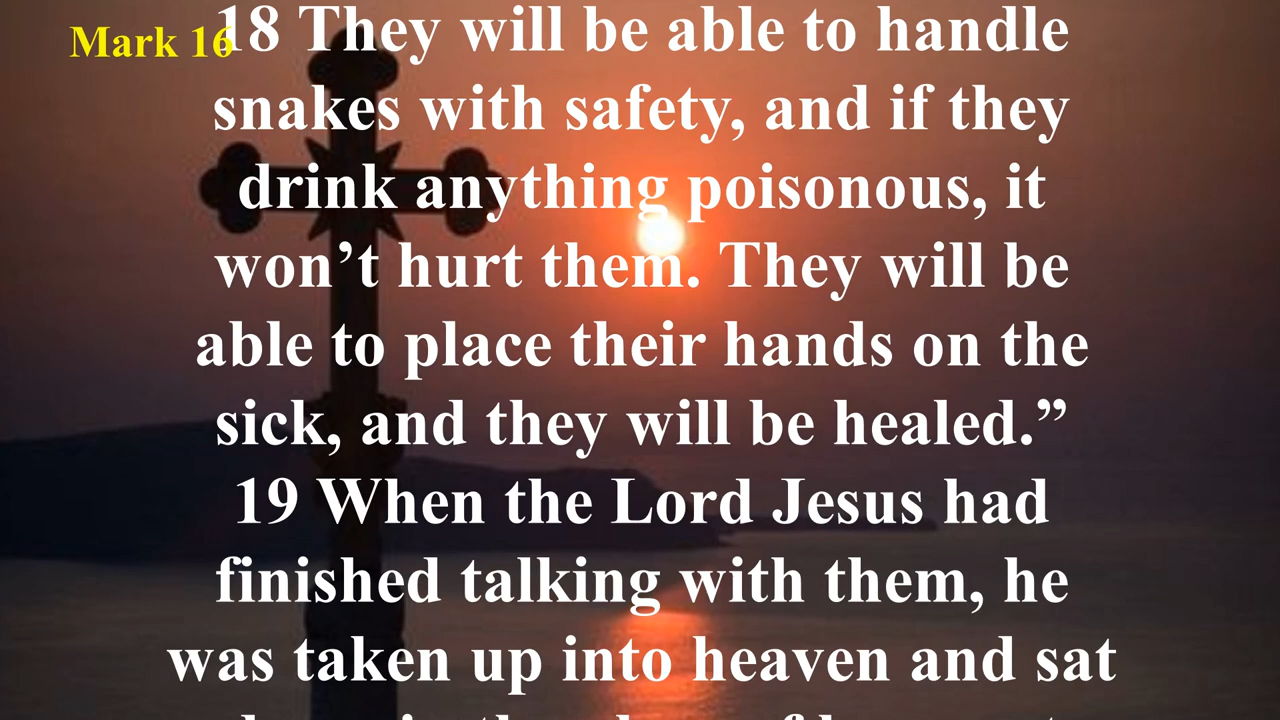 Mark 16
18 They will be able to handle
snakes with safety, and if they
drink anything poisonous, it
won’t hurt them. They will be
able to place their hands on the
sick, and they will be healed.”
19 When the Lord Jesus had
finished talking with them, he
was taken up into heaven and sat